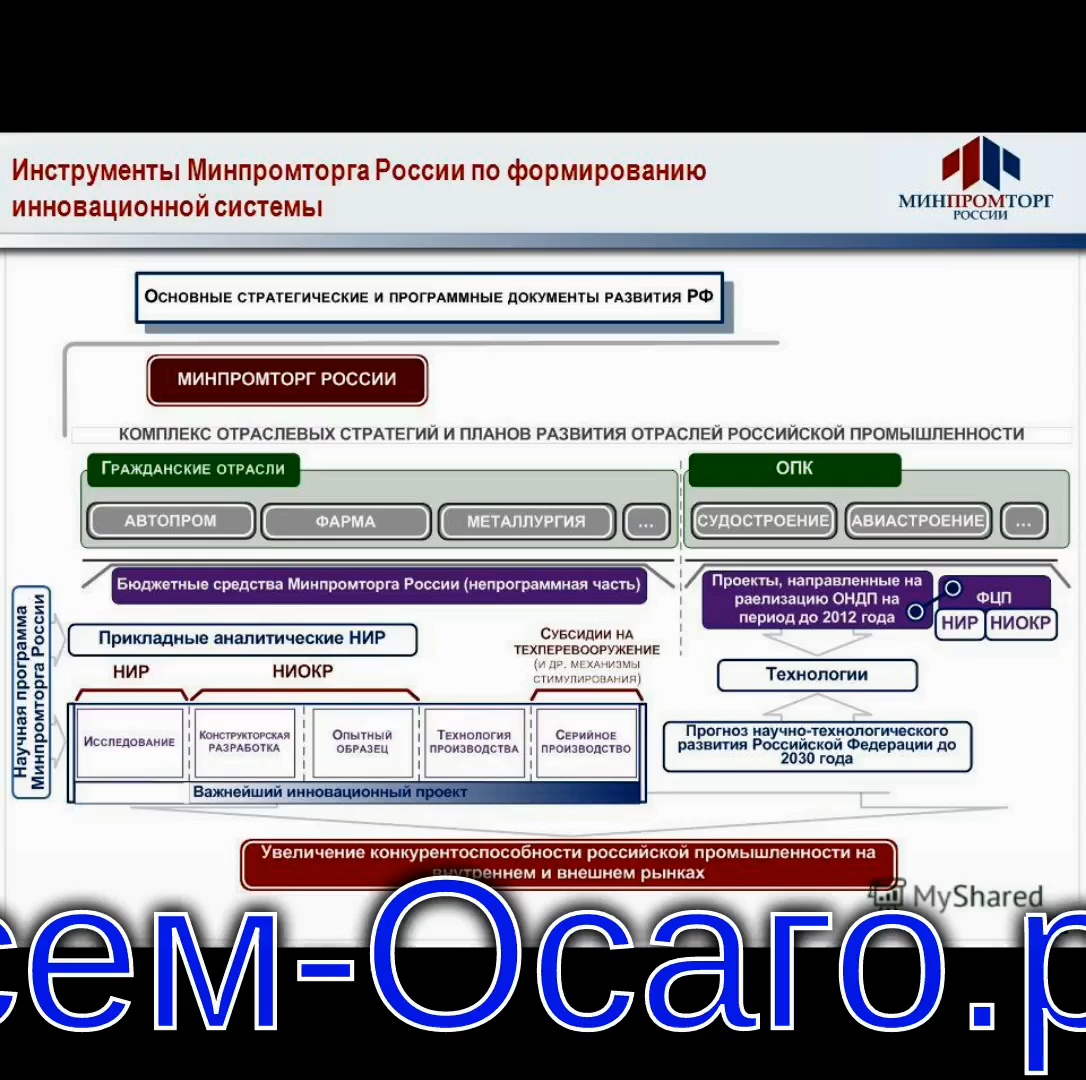 Инструменты Минпромторга России по формированию
инновационной системы
МИНПРОМТОРГ
РОССИИ
Основные стратегические и программные документы развития РФ
МИНПРОМТОРГ РОССИИ
КОМПЛЕКС ОТРАСЛЕВЫХ СТРАТЕГИЙ И ПЛАНОВ РАЗВИТИЯ ОТРАСЛЕЙ РОССИЙСКОЙ ПРОМЫШЛЕННОСТИ
Гражданские отрасли
ОПК
АВТОПРОМ
ФАРМА
МЕТАЛЛУРГИЯ
...
СУДОСТРОЕНИЕ
АВИАСТРОЕНИЕ
...
Бюджетные средства Минпромторга России (непрограммная часть)
Проекты, направленные на
раелизацию ОНДП на
период до 2012 года
ФЦП
НИР
НИОКР
Научная программа
Минпромторга России
Прикладные аналитические НИР
Субсидии на
техперевооружение
(и др. механизмы
стимулирования)
НИР
НИОКР
Технологии
Исследование
Конструкторская
разработка
Опытный
образец
Технология
производства
Серийное
производство
Прогноз научно-технологического
развития Российской Федерации до
2030 года
Важнейший инновационный проект
Увеличение конкурентоспособности российской промышленности на
внутреннем и внешнем рынках
MyShared
сем-Осаго.р